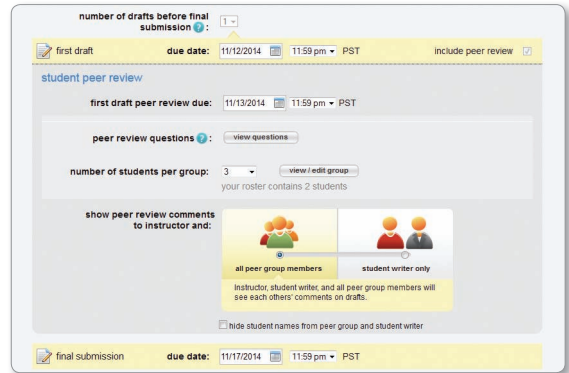 number of drafts before final
submission ? : 1
first draft due date: 11/12/2014 11:59 pm PST include peer review
student peer review
first draft peer review due: 11/13/2014 11:59 pm PST
peer review questions ? : view questions
number of students per group: 3 view / edit group
your roster contains 2 students
show peer review comments
to instructor and:
all peer group members student writer only
Instructor, student writer, and all peer group members will
see each others' comments on drafts.
hide student names from peer group and student writer
final submission due date: 11/17/2014 11:59 pm PST